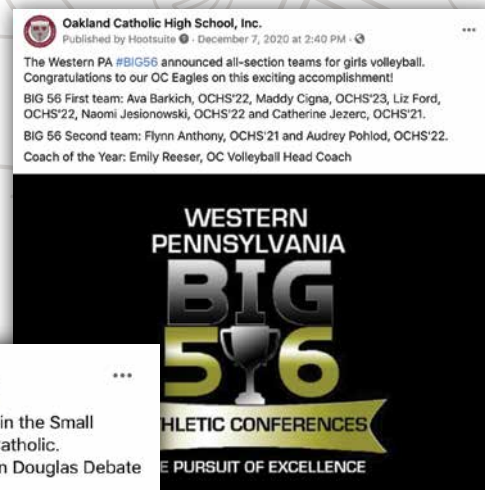 Oakland Catholic High School, Inc.
Published by Hootsuite · December 7, 2020 at 2:40 PM ·
The Western PA #BIG56 announced all-section teams for girls volleyball.
Congratulations to our OC Eagles on this exciting accomplishment!
BIG 56 First team: Ava Barkich, OCHS'22, Maddy Cigna, OCHS'23, Liz Ford,
OCHS'22, Naomi Jesionowski, OCHS'22 and Catherine Jezerc, OCHS'21.
BIG 56 Second team: Flynn Anthony, OCHS'21 and Audrey Pohlod, OCHS'22.
Coach of the Year: Emily Reeser, OC Volleyball Head Coach
WESTERN
PENNSYLVANIA
BIG
56
HLETIC CONFERENCES
E PURSUIT OF EXCELLENCE
in the Small
atholic.
n Douglas Debate